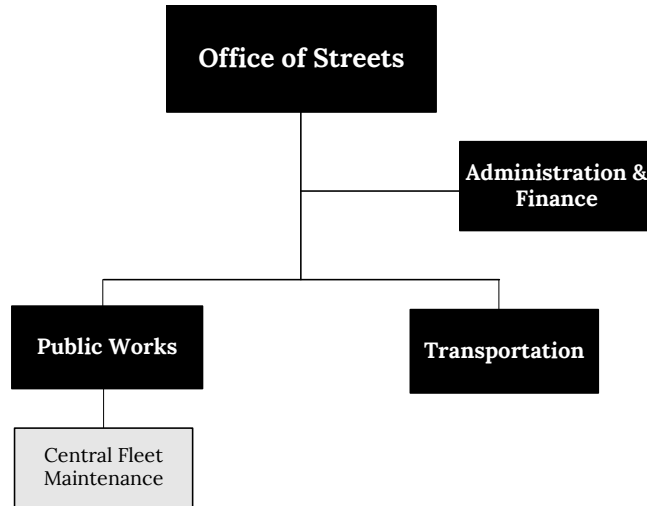 Office of Streets
Administration &
Finance
Public Works
Transportation
Central Fleet
Maintenance